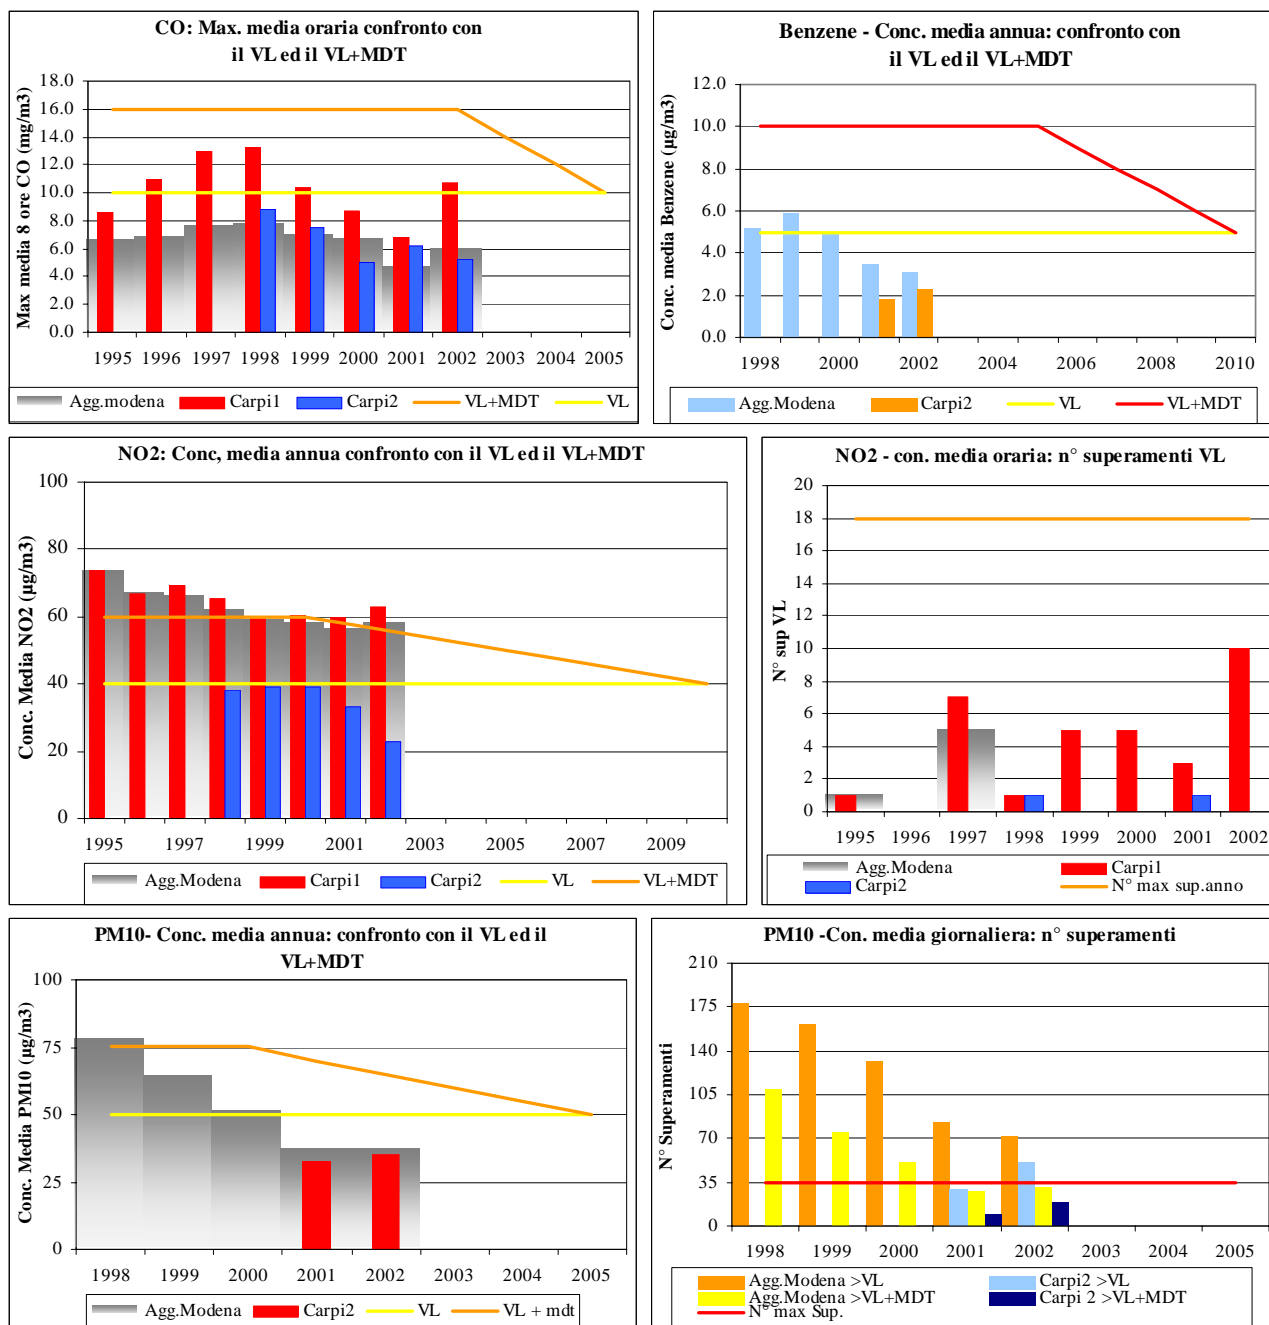 CO: Max. media oraria confronto con
il VL ed il VL+MDT
Max media 8 ore CO (mg/m3)
18.0
16.0
14.0
12.0
10.0
8.0
6.0
4.0
2.0
0.0
1995 1996 1997 1998 1999 2000 2001 2002 2003 2005
Agg.modena Carpi1 Carpi2 VL+MDT VL
Benzene - Conc. media annua: confronto con
il VL ed il VL+MDT
Conc. media Benzene (µg/m3)
12.0
10.0
8.0
6.0
4.0
2.0
0.0
1998 2000 2002 2004 2006 2008 2010
Agg.Modena Carpi2 VL VL+MDT
NO2: Conc, media annua confronto con il VL ed il VL+MDT
Conc. Media NO2 (µg/m3)
100
80
60
40
20
0
1995 1997 1999 2001 2003 2005 2007 2009
Agg.Modena Carpi1 Carpi2 VL VL+MDT
NO2 - con. media oraria: n° superamenti VL
N° sup VL
20
18
16
14
12
10
8
6
4
2
0
1995 1996 1997 1998 1999 2000 2001 2002
Agg.Modena Carpi1
Carpi2 N° max sup.anno
PM10- Conc. media annua: confronto con il VL ed il
VL+MDT
Conc. Media PM10 (µg/m3)
100
75
50
25
0
1998 1999 2000 2001 2002 2003 2004 2005
Agg.Modena Carpi2 VL VL + mdt
PM10 -Con. media giornaliera: n° superamenti
N° Superamenti
210
175
140
105
70
35
0
1998 1999 2000 2001 2002 2003 2004 2005
Agg.Modena >VL Carpi2 >VL
Agg.Modena >VL+MDT Carpi 2 >VL+MDT
N° max Sup.